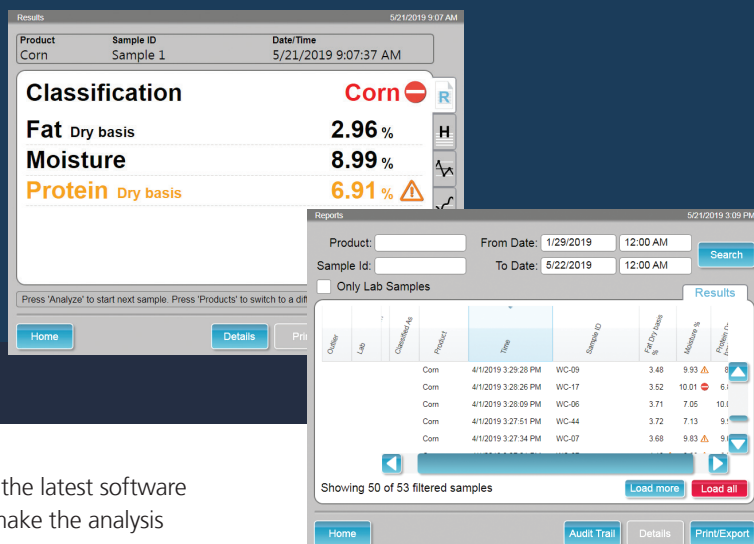 Results 5/21/2019 9:07 AM
Product Sample ID Date/Time
Corn Sample 1 5/21/2019 9:07:37 AM
Classification Corn
R
Fat Dry basis 2.96 %
H
Moisture 8.99 %
Protein Dry basis 6.91 %
Press 'Analyze' to start next sample. Press 'Products' to switch to a
Home Details
Reports 5/21/2019 3:09 PM
Product: From Date: 1/29/2019 12:00 AM
Search
Sample Id: To Date: 5/22/2019 12:00 AM
Only Lab Samples
Results
Outlier Lab Classified As Product Time Sample ID Fat Dry basis % Moisture % Protein
Corn 4/1/2019 3:29:28 PM WC-09 3.48 9.93
Corn 4/1/2019 3:28:26 PM WC-17 3.52 10.01
Corn 4/1/2019 3:28:09 PM WC-06 3.71 7.05
Corn 4/1/2019 3:27:51 PM WC-44 3.72 7.13
Corn 4/1/2019 3:27:34 PM WC-07 3.68 9.83
Showing 50 of 53 filtered samples Load more Load all
Home Audit Trail Details Print/Export
the latest software
make the analysis